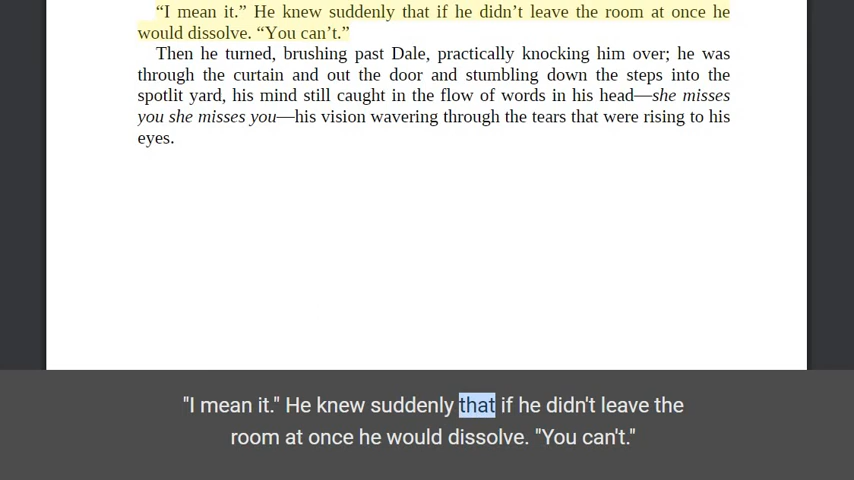 “I mean it.” He knew suddenly that if he didn’t leave the room at once he
would dissolve. “You can’t.”
Then he turned, brushing past Dale, practically knocking him over; he was
through the curtain and out the door and stumbling down the steps into the
spotlit yard, his mind still caught in the flow of words in his head—she misses
you she misses you—his vision wavering through the tears that were rising to his
eyes.
"I mean it." He knew suddenly that if he didn't leave the
room at once he would dissolve. "You can't."